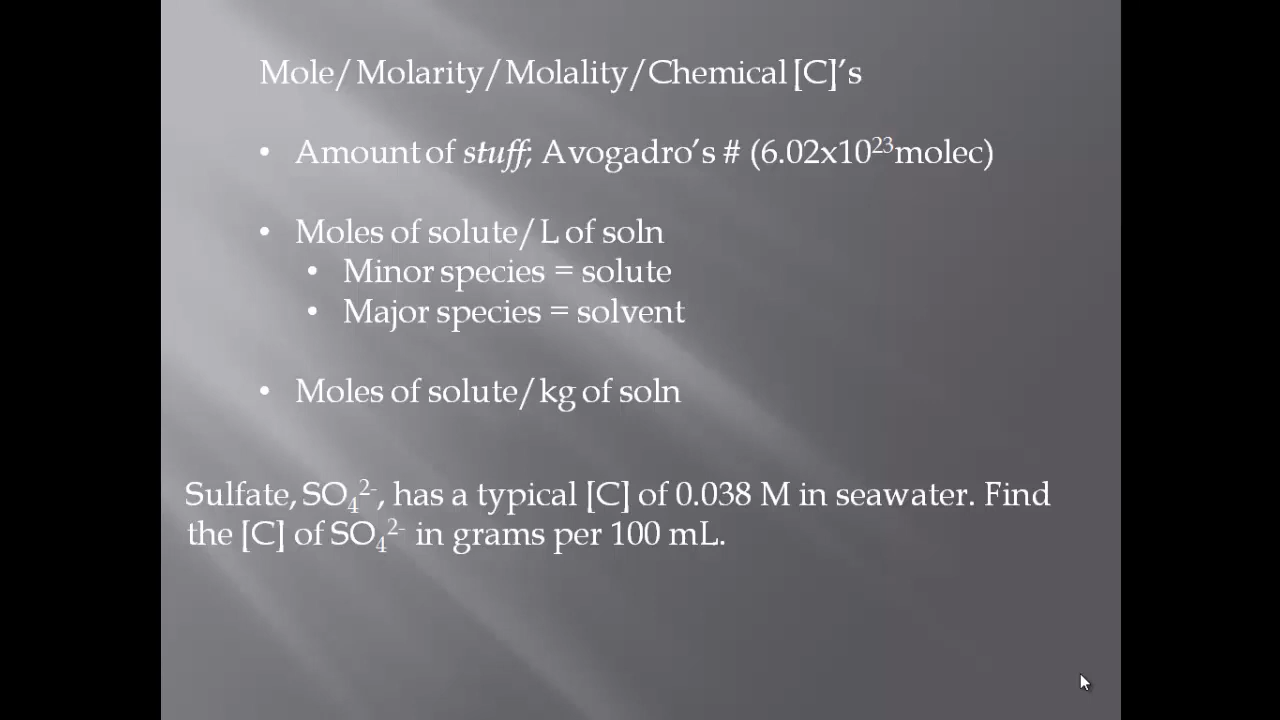 Mole/Molarity/Molality/Chemical [C]'s
• Amount of stuff; Avogadro's # (6.02x10²³molec)
• Moles of solute/L of soln
• Minor species = solute
• Major species = solvent
• Moles of solute/kg of soln
Sulfate, SO₄²⁻, has a typical [C] of 0.038 M in seawater. Find
the [C] of SO₄²⁻ in grams per 100 mL.